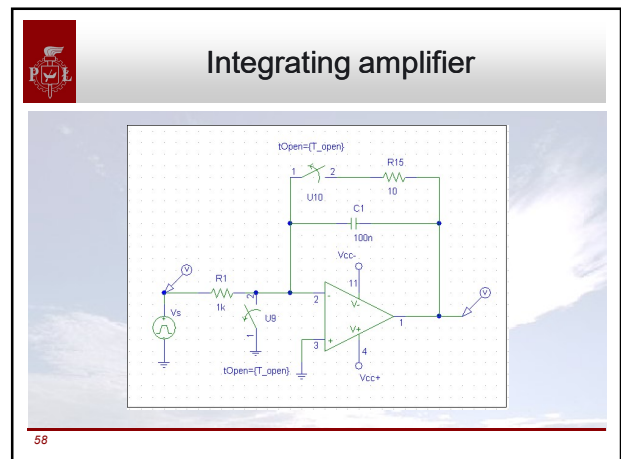 P Ł
Integrating amplifier
tOpen={T_open}
1 2 R15
U10 10
C1
100n
Vcc-
V
R1
1k
2
U9
1
Vs
11
2 -
V-
V+
3 +
1
4
Vcc+
V
tOpen={T_open}
58